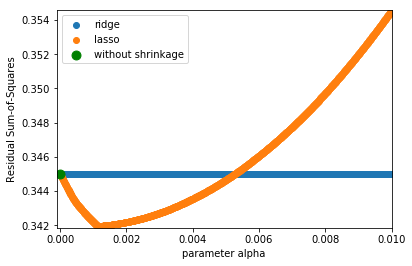 ridge
lasso
without shrinkage
Residual Sum-of-Squares
0.354
0.352
0.350
0.348
0.346
0.344
0.342
0.000 0.002 0.004 0.006 0.008 0.010
parameter alpha